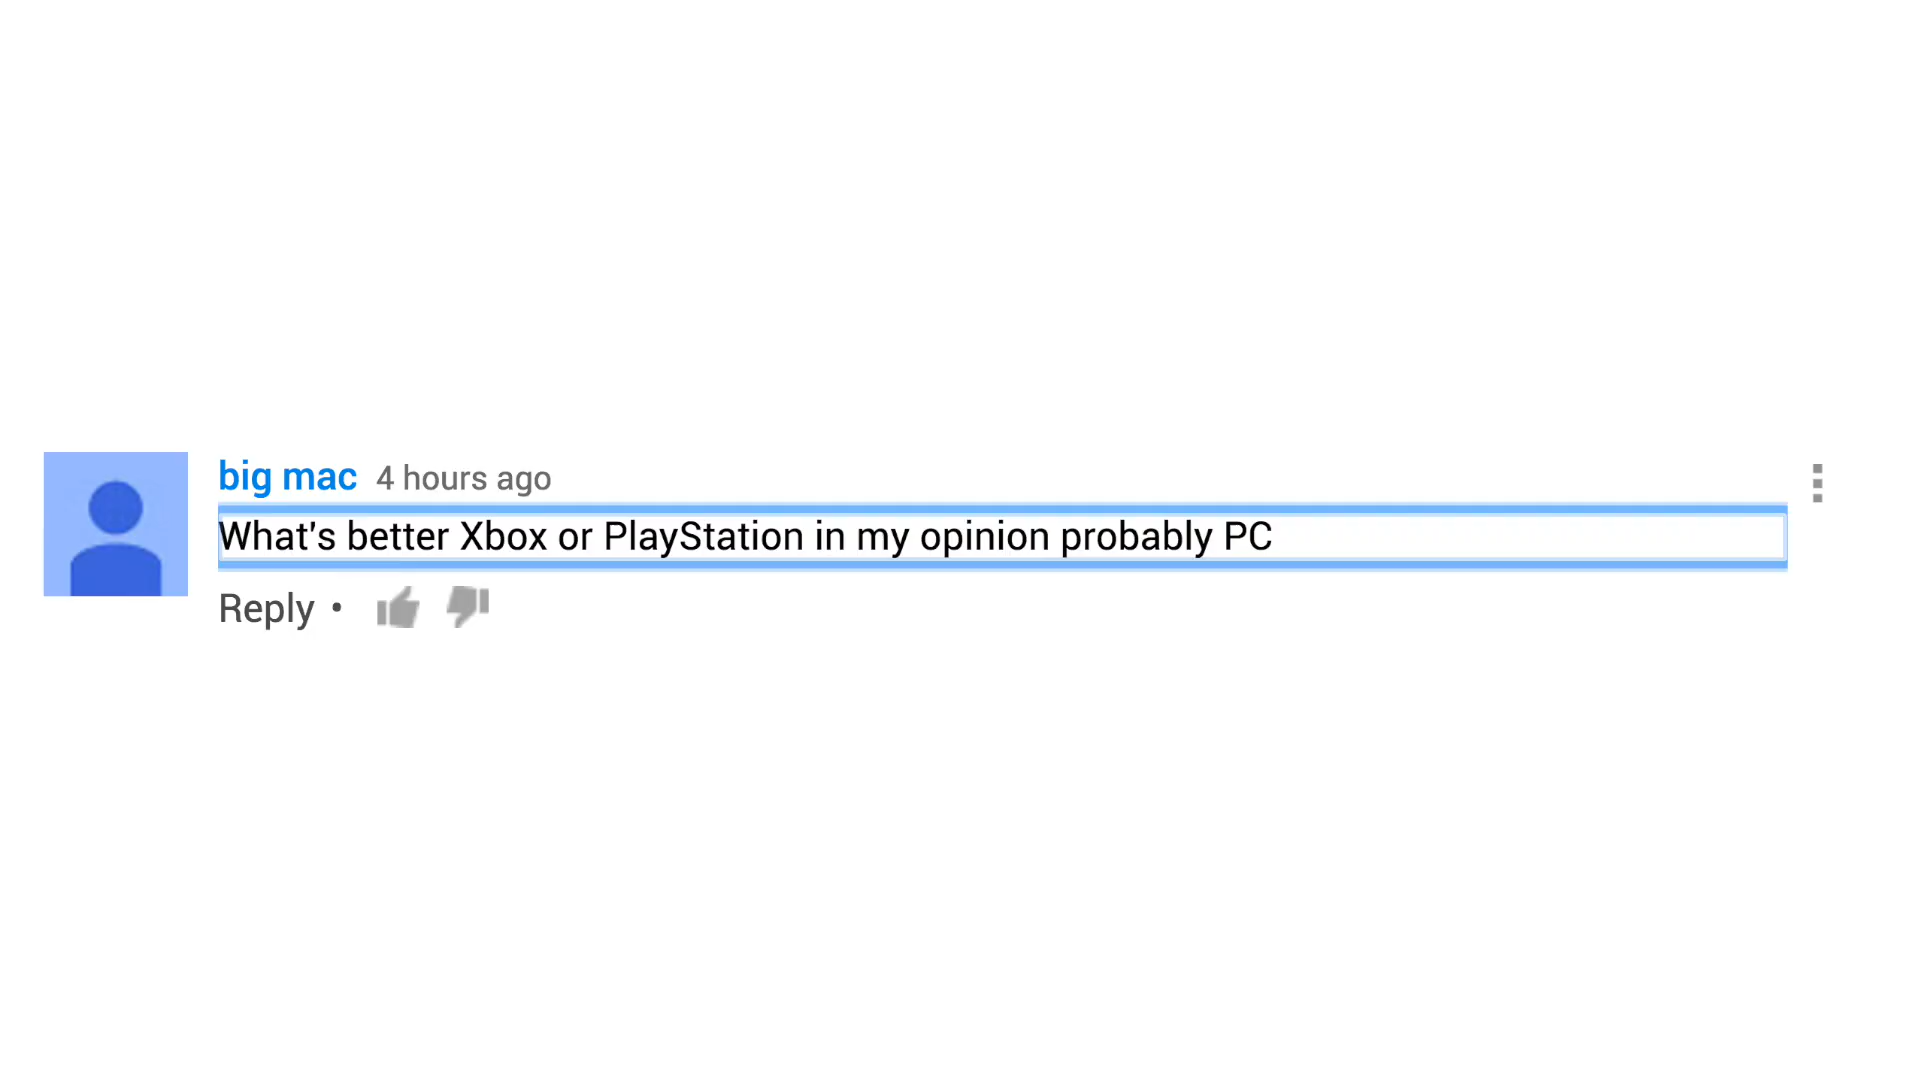 big mac 4 hours ago
What's better Xbox or PlayStation in my opinion probably PC
Reply •